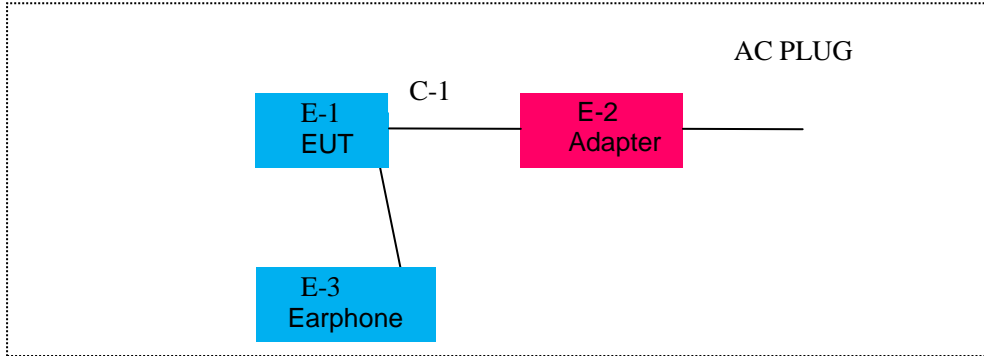 AC PLUG
C-1
E-1
EUT
E-2
Adapter
E-3
Earphone